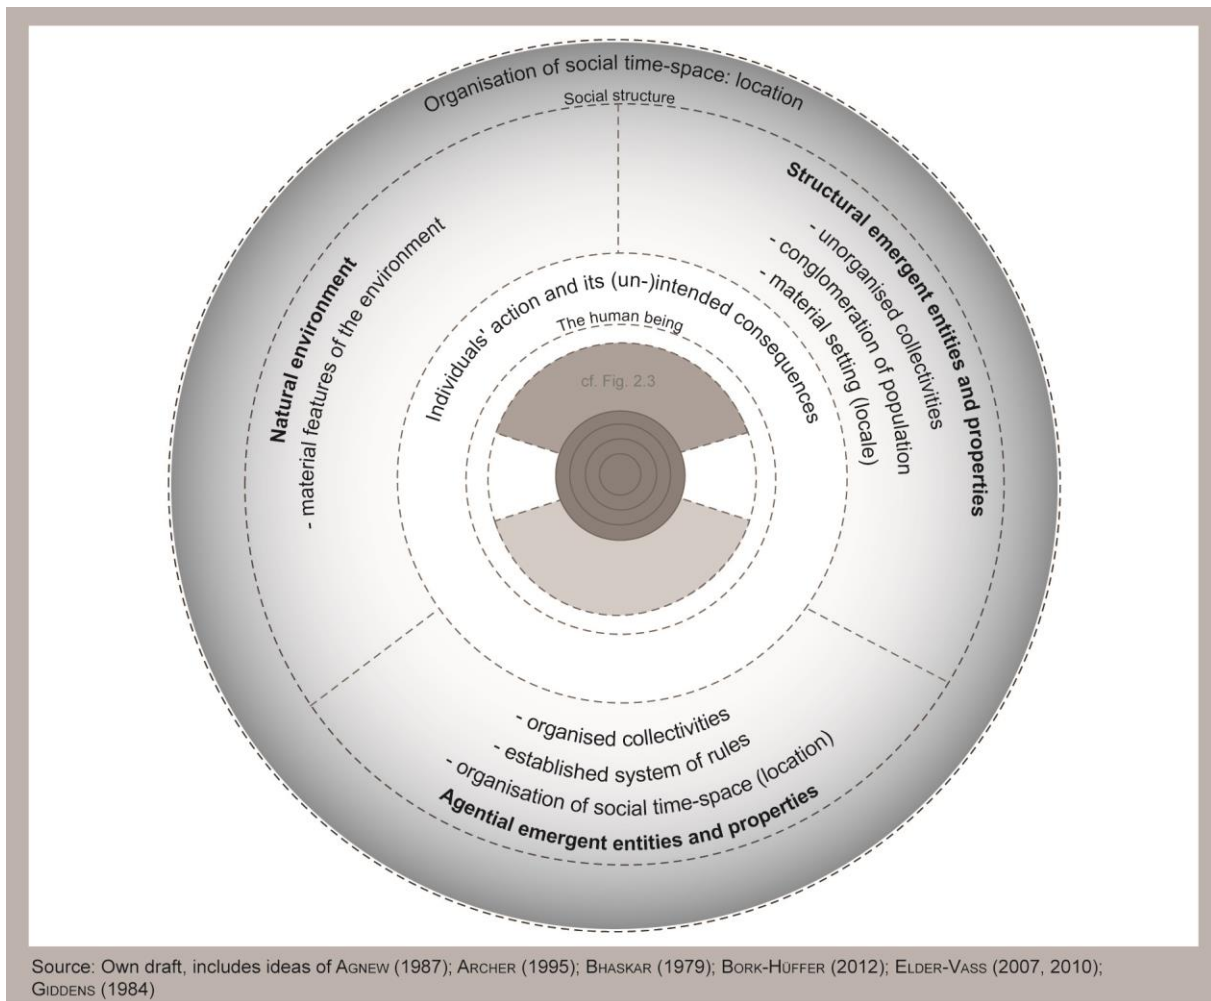 Organisation of social time-space: location
Social structure
Structural emergent entities and properties
- unorganised collectivities
- conglomeration of population
- material setting (locale)
Natural environment
- material features of the environment
Individuals' action and its (un-)intended consequences
The human being
cf. Fig. 2.3
- organised collectivities
- established system of rules
- organisation of social time-space (location)
Agential emergent entities and properties
Source: Own draft, includes ideas of AGNEW (1987); ARCHER (1995); BHASKAR (1979); BORK-HÜFFER (2012); ELDER-VASS (2007, 2010);
GIDDENS (1984)